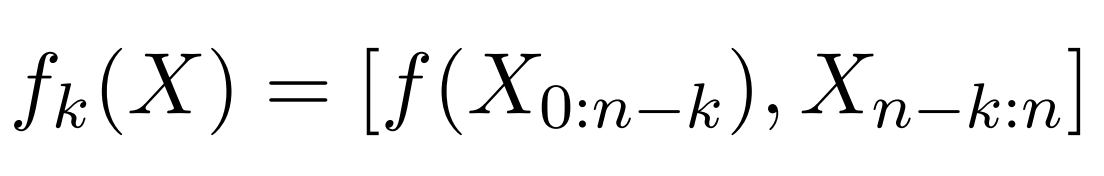 f_k(X) = [f(X_{0:n-k}), X_{n-k:n}]